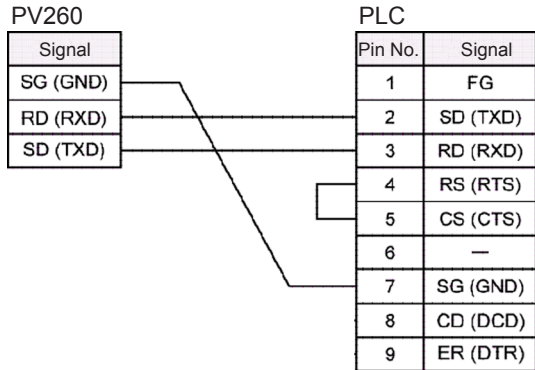 PV260
Signal
SG (GND)
RD (RXD)
SD (TXD)
PLC
Pin No. Signal
1 FG
2 SD (TXD)
3 RD (RXD)
4 RS (RTS)
5 CS (CTS)
6 —
7 SG (GND)
8 CD (DCD)
9 ER (DTR)